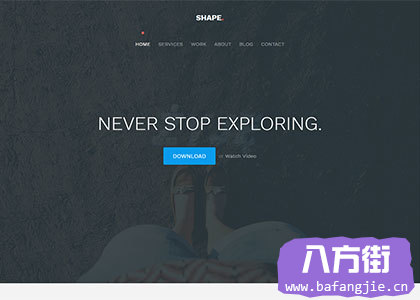 SHAPE.
HOME SERVICES WORK ABOUT BLOG CONTACT
NEVER STOP EXPLORING.
DOWNLOAD or Watch Video
八方街
www.bafangjie.cn